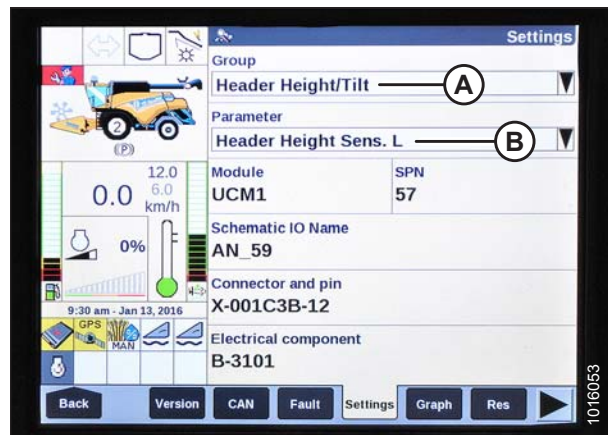 Settings
Group
Header Height/Tilt
A
Parameter
Header Height Sens. L
B
2
(P)
Module
SPN
UCM1
57
12.0
6.0
0.0
km/h
Schematic IO Name
AN_59
0%
Connector and pin
X-001C3B-12
9:30 am - Jan 13, 2016
GPS
MAN
%
Electrical component
B-3101
Back
Version
CAN
Fault
Settings
Graph
Res
1016053